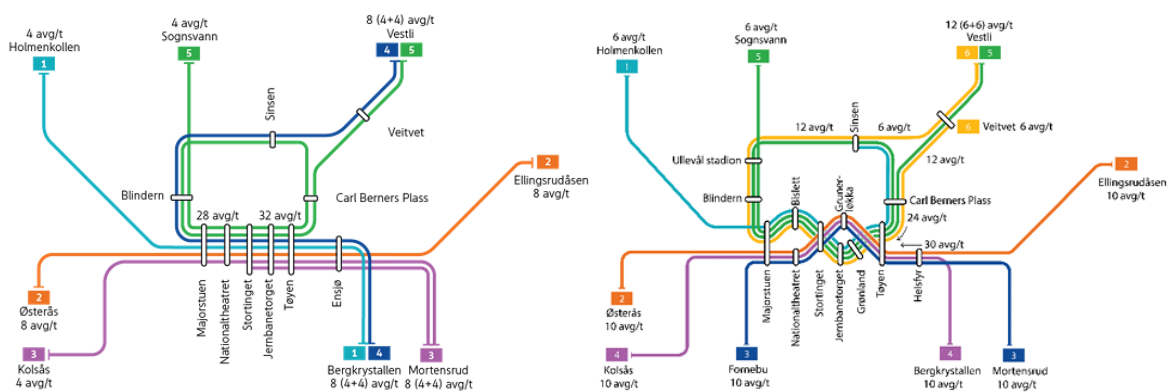 4 avg/t
Holmenkollen
1
4 avg/t
Sognsvann
5
8 (4+4) avg/t
Vestli
4
5
Sinsen
Veitvet
2
Ellingsrudåsen
8 avg/t
Blindern
28 avg/t
32 avg/t
Carl Berners Plass
Majorstuen
Nationaltheatret
Stortinget
Jernbanetorget
Tøyen
Ensjø
2
Østerås
8 avg/t
3
Kolsås
4 avg/t
1
4
Bergkrystallen
8 (4+4) avg/t
3
Mortensrud
8 (4+4) avg/t
6 avg/t
Holmenkollen
1
6 avg/t
Sognsvann
5
12 (6+6) avg/t
Vestli
6
5
Sinsen
12 avg/t
6 avg/t
6
Veitvet 6 avg/t
12 avg/t
Ullevål stadion
Blindern
2
Ellingsrudåsen
10 avg/t
Bislett
Gruner-
løkka
Carl Berners Plass
24 avg/t
30 avg/t
Majorstuen
Nationaltheatret
Stortinget
Jernbanetorget
Grønland
Tøyen
Helsfyr
2
Østerås
10 avg/t
4
Kolsås
10 avg/t
3
Fornebu
10 avg/t
4
Bergkrystallen
10 avg/t
3
Mortensrud
10 avg/t